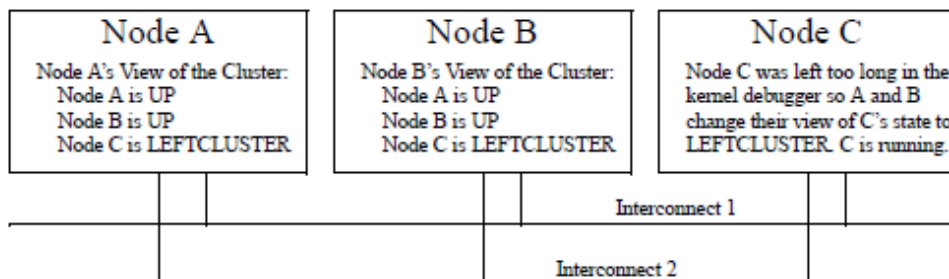 Node A
Node A's View of the Cluster:
Node A is UP
Node B is UP
Node C is LEFTCLUSTER
Node B
Node B's View of the Cluster:
Node A is UP
Node B is UP
Node C is LEFTCLUSTER
Node C
Node C was left too long in the
kernel debugger so A and B
change their view of C's state to
LEFTCLUSTER. C is running.
Interconnect 1
Interconnect 2